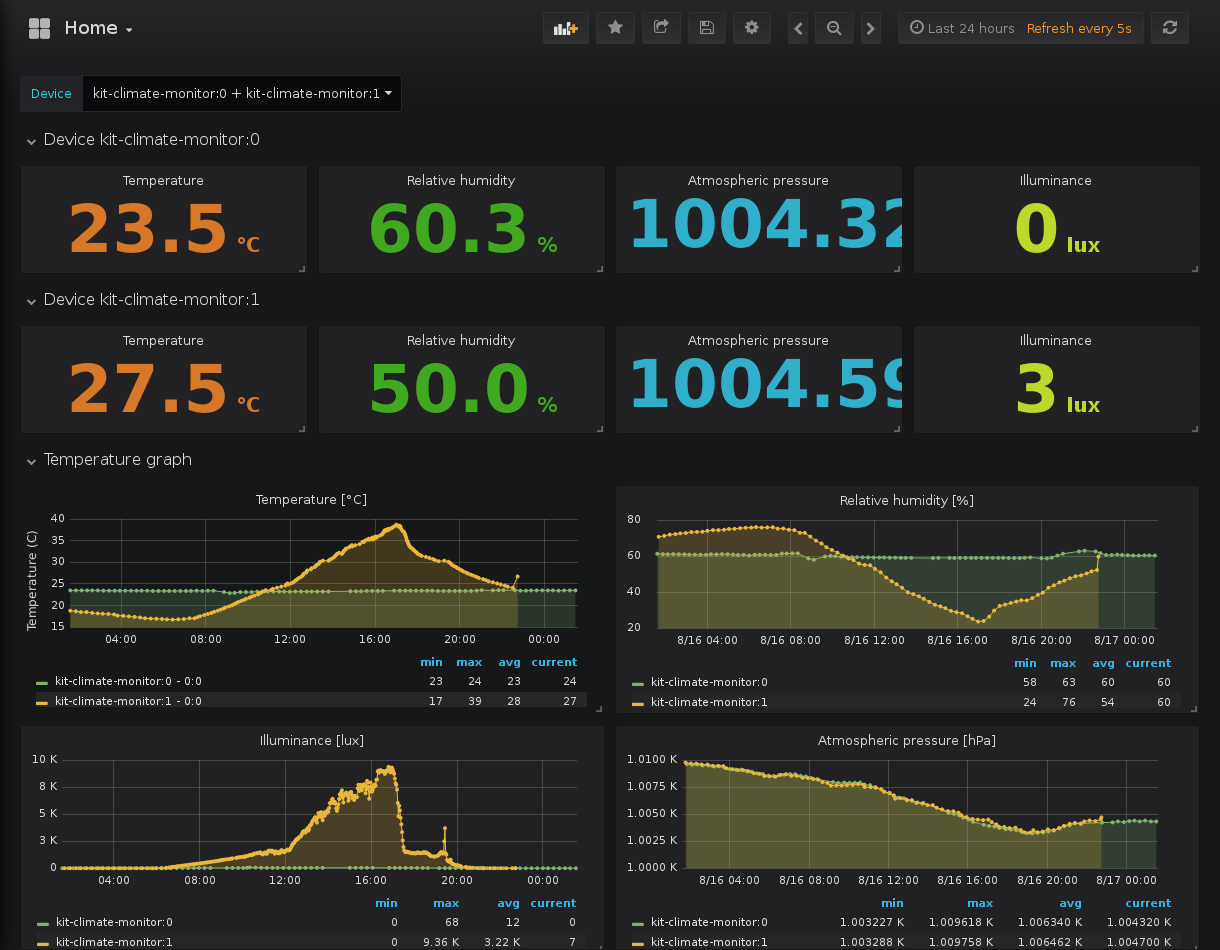 Home
Last 24 hours Refresh every 5s
Device kit-climate-monitor:0 + kit-climate-monitor:1
Device kit-climate-monitor:0
Temperature Relative humidity Atmospheric pressure Illuminance
23.5 °C 60.3 % 1004.32 0 lux
Device kit-climate-monitor:1
Temperature Relative humidity Atmospheric pressure Illuminance
27.5 °C 50.0 % 1004.59 3 lux
Temperature graph
Temperature [°C]
Temperature (C)
40
35
30
25
20
15
04:00 08:00 12:00 16:00 20:00 00:00
min max avg current
kit-climate-monitor:0 - 0:0 23 24 23 24
kit-climate-monitor:1 - 0:0 17 39 28 27
Relative humidity [%]
80
60
40
20
8/16 04:00 8/16 08:00 8/16 12:00 8/16 16:00 8/16 20:00 8/17 00:00
min max avg current
kit-climate-monitor:0 58 63 60 60
kit-climate-monitor:1 24 76 54 60
Illuminance [lux]
10 K
8 K
5 K
3 K
0
04:00 08:00 12:00 16:00 20:00 00:00
min max avg current
kit-climate-monitor:0 0 68 12 0
kit-climate-monitor:1 0 9.36 K 3.22 K 7
Atmospheric pressure [hPa]
1.0100 K
1.0075 K
1.0050 K
1.0025 K
1.0000 K
8/16 04:00 8/16 08:00 8/16 12:00 8/16 16:00 8/16 20:00 8/17 00:00
min max avg current
kit-climate-monitor:0 1.003227 K 1.009618 K 1.006340 K 1.004320 K
kit-climate-monitor:1 1.003288 K 1.009758 K 1.006462 K 1.004700 K